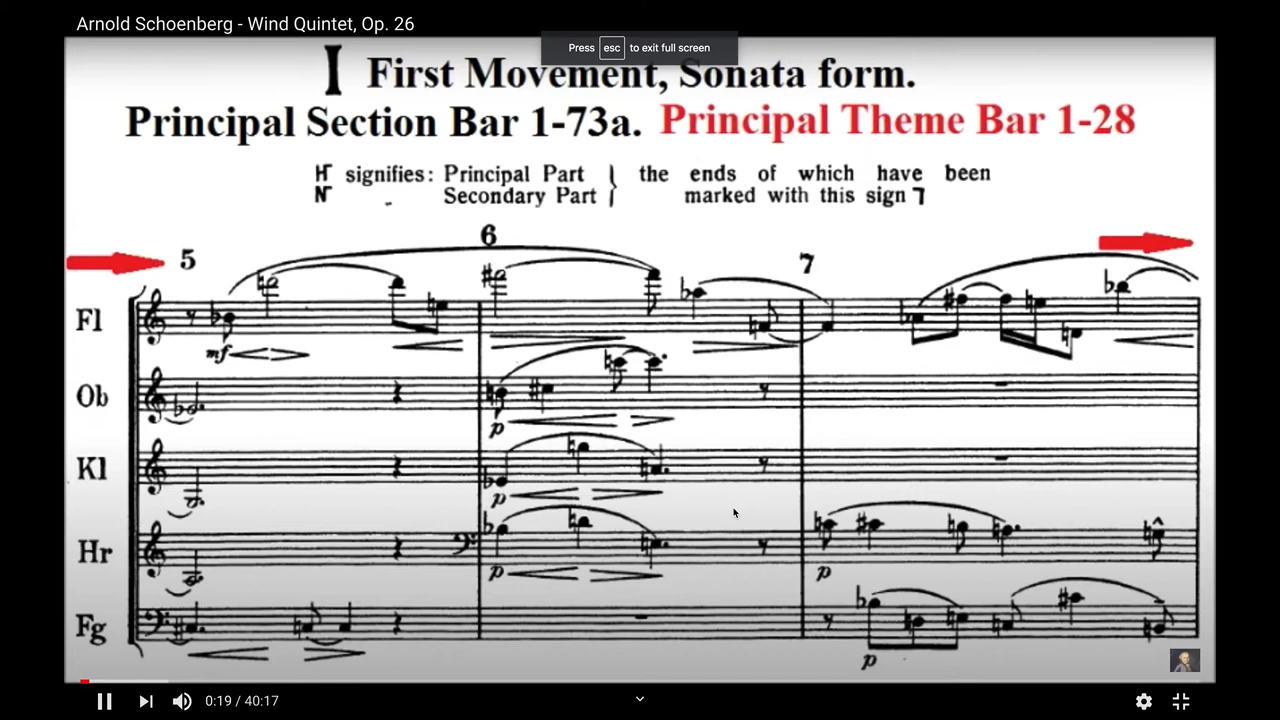 Arnold Schoenberg - Wind Quintet, Op. 26
Press esc to exit full screen
I First Movement, Sonata form.
Principal Section Bar 1-73a. Principal Theme Bar 1-28
H signifies: Principal Part } the ends of which have been
N - Secondary Part } marked with this sign ┐
5 6 7
Fl
mf
Ob
p
Kl
p
Hr
p p
Fg
p
0:19 / 40:17